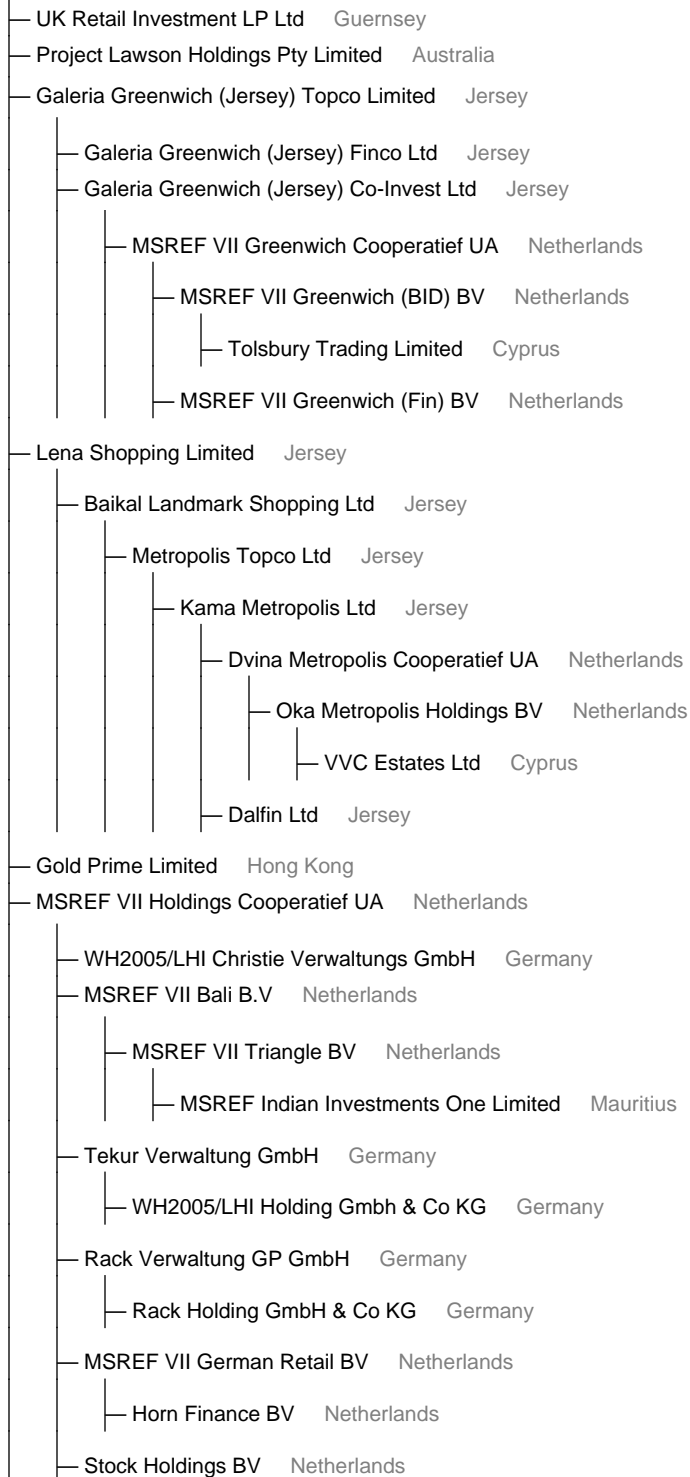 UK Retail Investment LP Ltd Guernsey
Project Lawson Holdings Pty Limited Australia
Galeria Greenwich (Jersey) Topco Limited Jersey
Galeria Greenwich (Jersey) Finco Ltd Jersey
Galeria Greenwich (Jersey) Co-Invest Ltd Jersey
MSREF VII Greenwich Cooperatief UA Netherlands
MSREF VII Greenwich (BID) BV Netherlands
Tolsbury Trading Limited Cyprus
MSREF VII Greenwich (Fin) BV Netherlands
Lena Shopping Limited Jersey
Baikal Landmark Shopping Ltd Jersey
Metropolis Topco Ltd Jersey
Kama Metropolis Ltd Jersey
Dvina Metropolis Cooperatief UA Netherlands
Oka Metropolis Holdings BV Netherlands
VVC Estates Ltd Cyprus
Dalfin Ltd Jersey
Gold Prime Limited Hong Kong
MSREF VII Holdings Cooperatief UA Netherlands
WH2005/LHI Christie Verwaltungs GmbH Germany
MSREF VII Bali B.V Netherlands
MSREF VII Triangle BV Netherlands
MSREF Indian Investments One Limited Mauritius
Tekur Verwaltung GmbH Germany
WH2005/LHI Holding Gmbh & Co KG Germany
Rack Verwaltung GP GmbH Germany
Rack Holding GmbH & Co KG Germany
MSREF VII German Retail BV Netherlands
Horn Finance BV Netherlands
Stock Holdings BV Netherlands